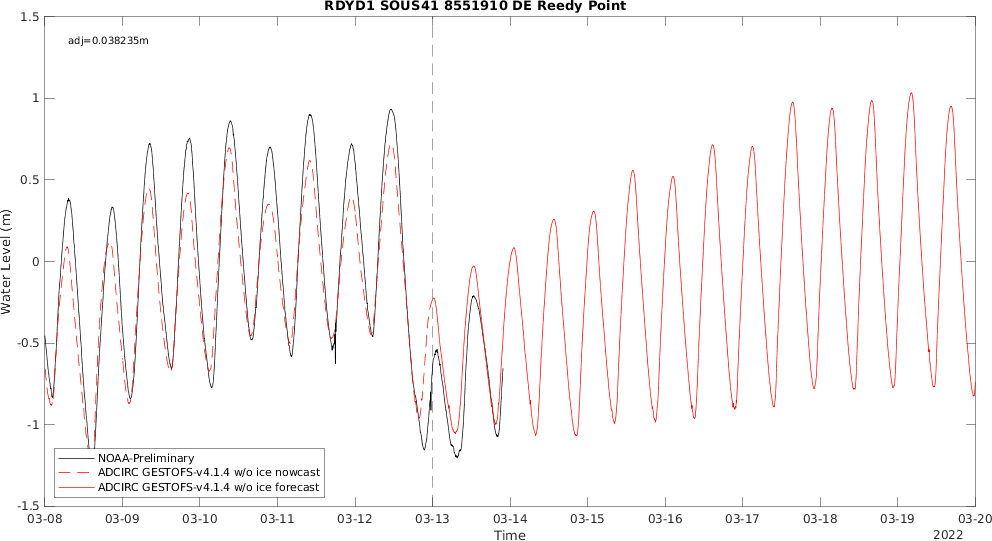 RDYD1 SOUS41 8551910 DE Reedy Point
adj=0.038235m
Water Level (m)
1.5
1
0.5
0
-0.5
-1
-1.5
NOAA-Preliminary
ADCIRC GESTOFS-v4.1.4 w/o ice nowcast
ADCIRC GESTOFS-v4.1.4 w/o ice forecast
03-08 03-09 03-10 03-11 03-12 03-13 03-14 03-15 03-16 03-17 03-18 03-19 03-20
Time
2022